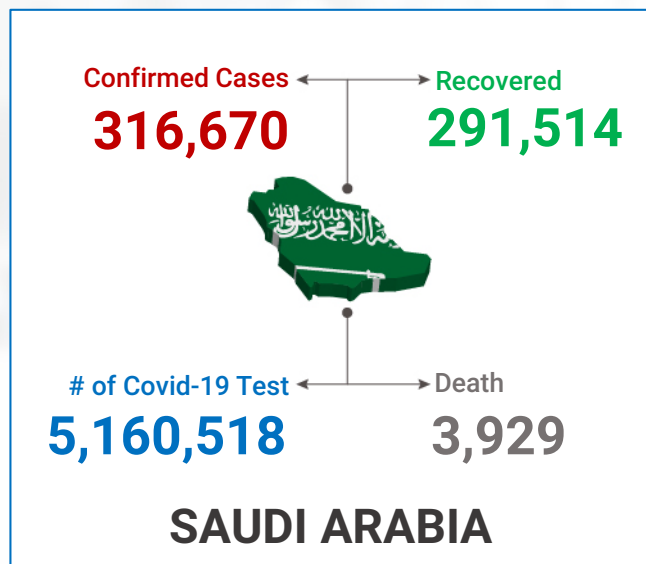 Confirmed Cases
316,670
Recovered
291,514
# of Covid-19 Test
5,160,518
Death
3,929
SAUDI ARABIA